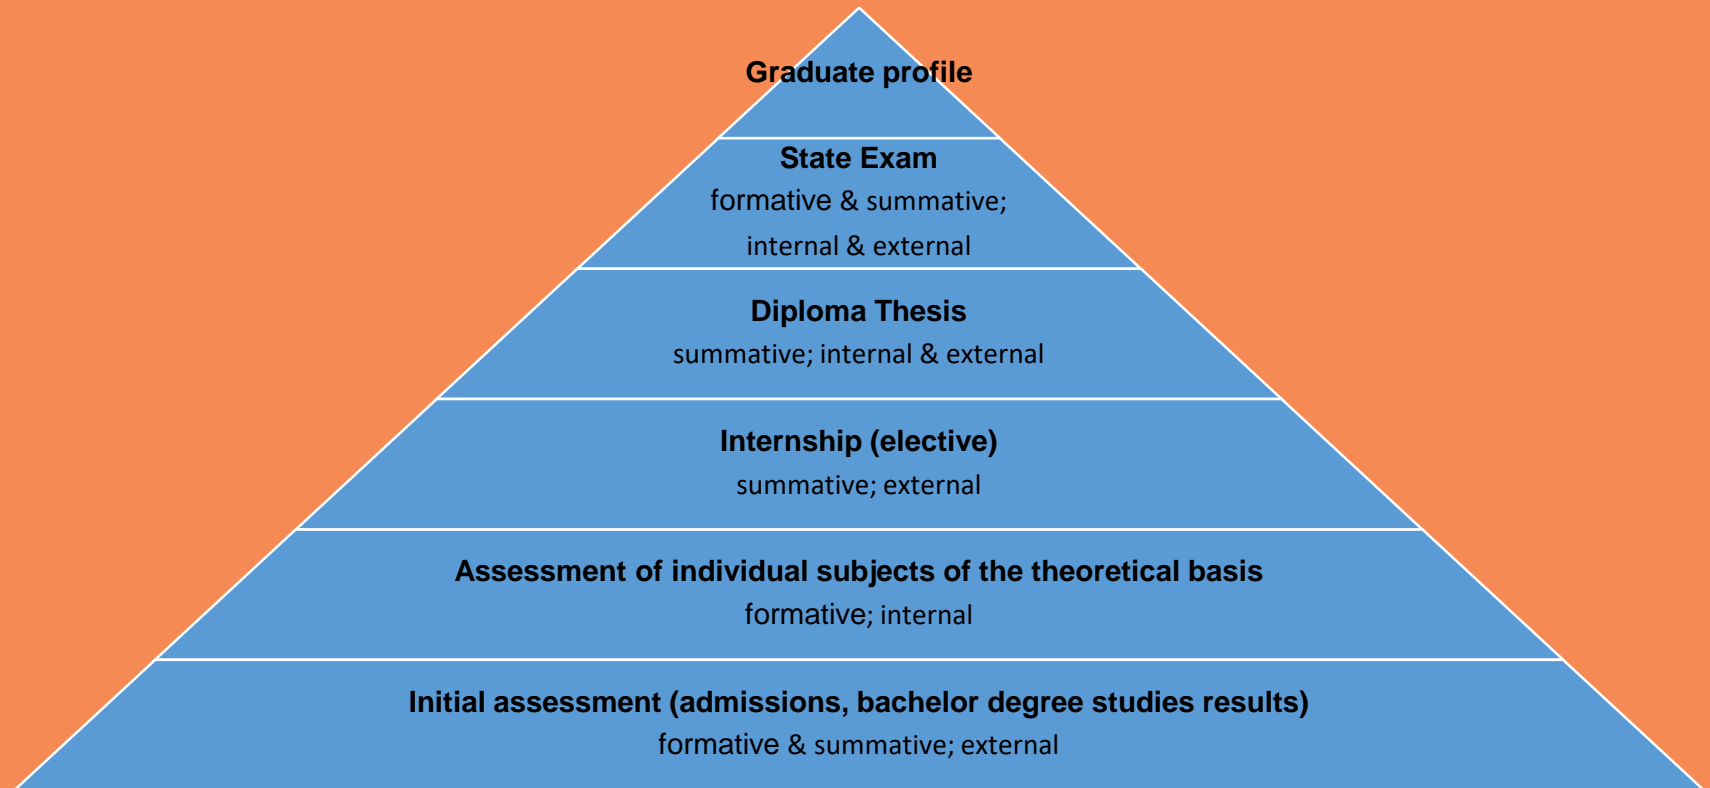 Graduate profile
State Exam
formative & summative;
internal & external
Diploma Thesis
summative; internal & external
Internship (elective)
summative; external
Assessment of individual subjects of the theoretical basis
formative; internal
Initial assessment (admissions, bachelor degree studies results)
formative & summative; external